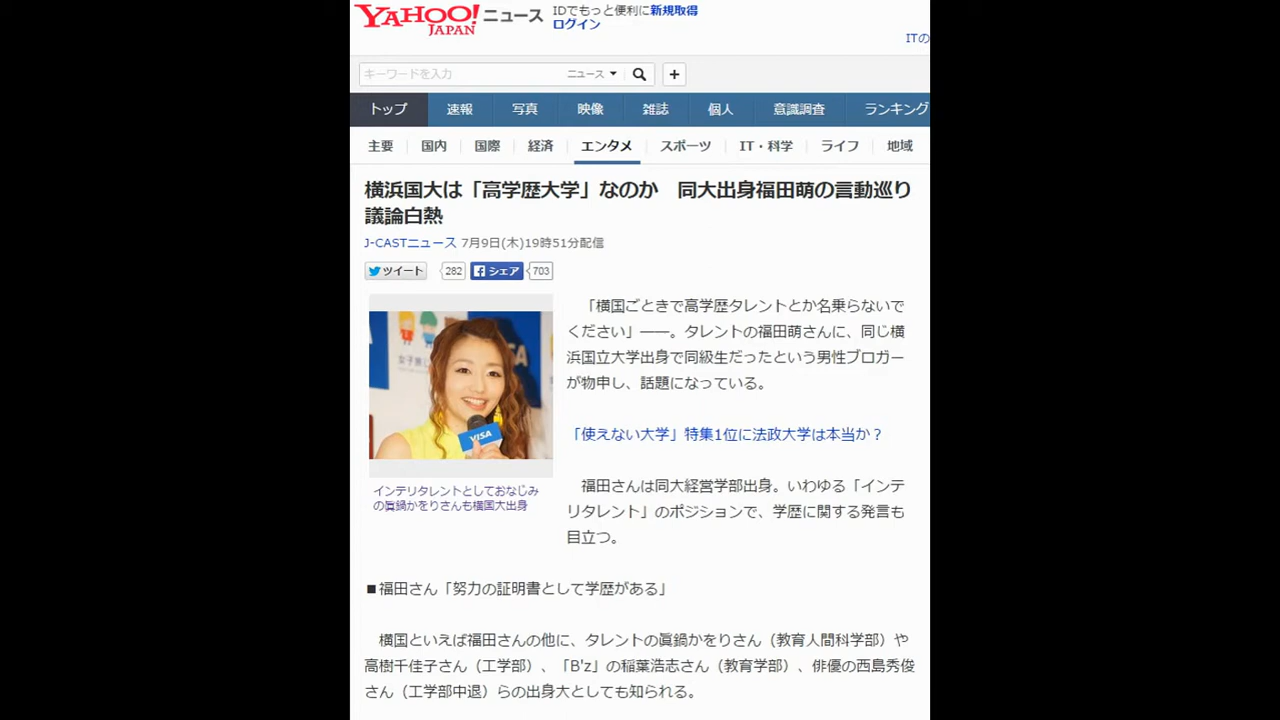 YAHOO! JAPAN ニュース
IDでもっと便利に新規取得
ログイン
ITの
キーワードを入力
ニュース
トップ 速報 写真 映像 雑誌 個人 意識調査 ランキング
主要 国内 国際 経済 エンタメ スポーツ IT・科学 ライフ 地域
横浜国大は「高学歴大学」なのか　同大出身福田萌の言動巡り
議論白熱
J-CASTニュース 7月9日(木)19時51分配信
ツイート 282 シェア 703
「横国ごときで高学歴タレントとか名乗らないで
ください」――。タレントの福田萌さんに、同じ横
浜国立大学出身で同級生だったという男性ブロガー
が物申し、話題になっている。
「使えない大学」特集1位に法政大学は本当か？
VISA
インテリタレントとしておなじみ
の眞鍋かをりさんも横国大出身
福田さんは同大経営学部出身。いわゆる「インテ
リタレント」のポジションで、学歴に関する発言も
目立つ。
■福田さん「努力の証明書として学歴がある」
横国といえば福田さんの他に、タレントの眞鍋かをりさん（教育人間科学部）や
高樹千佳子さん（工学部）、「B'z」の稲葉浩志さん（教育学部）、俳優の西島秀俊
さん（工学部中退）らの出身大としても知られる。